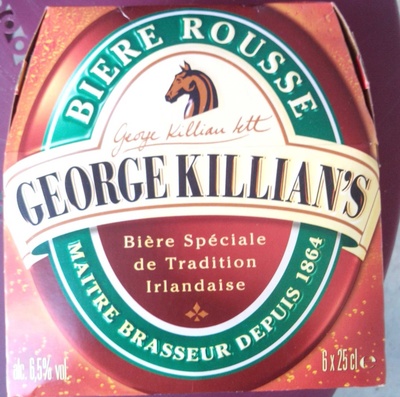 BIÈRE ROUSSE
George Killian Lett
GEORGE KILLIAN'S
Bière Spéciale
de Tradition
Irlandaise
MAITRE BRASSEUR DEPUIS 1864
alc. 6,5% vol.
6 x 25 cl e